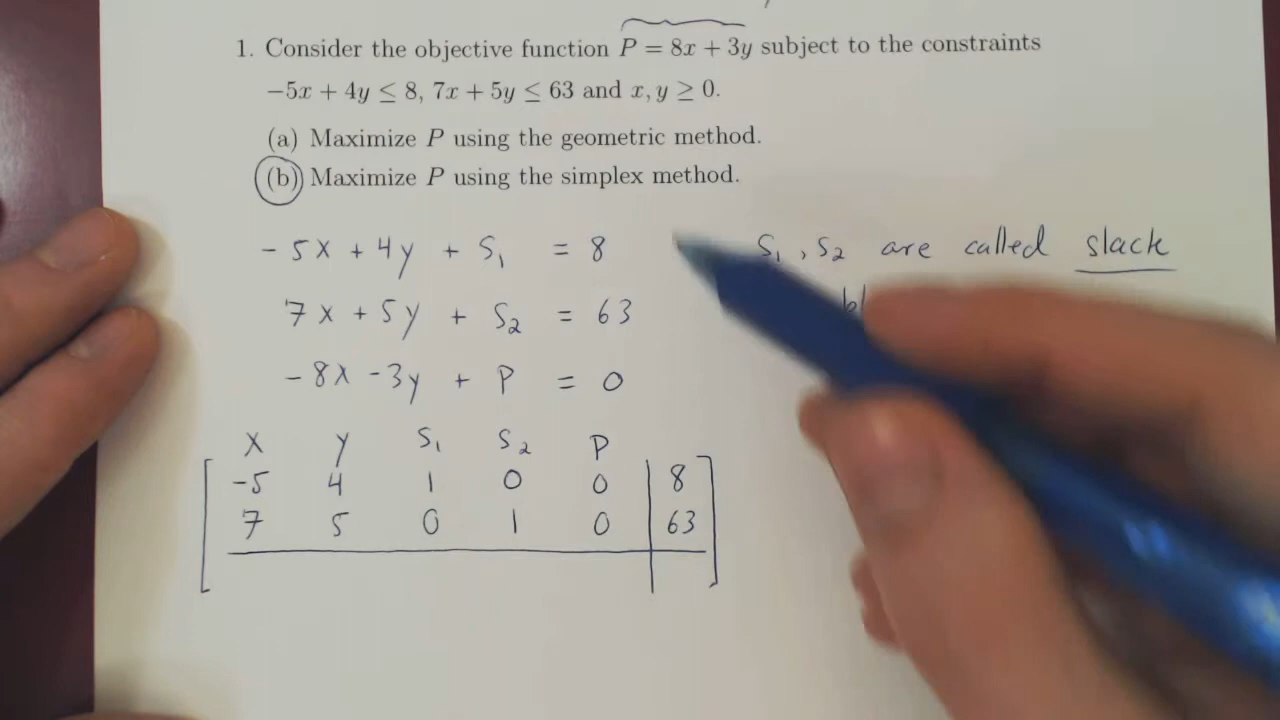 1. Consider the objective function P = 8x + 3y subject to the constraints
−5x + 4y ≤ 8, 7x + 5y ≤ 63 and x, y ≥ 0.
(a) Maximize P using the geometric method.
(b) Maximize P using the simplex method.
-5x + 4y + S₁ = 8
S₁, S₂ are called slack
7x + 5y + S₂ = 63
-8x - 3y + P = 0
x y S₁ S₂ P
-5 4 1 0 0 8
7 5 0 1 0 63